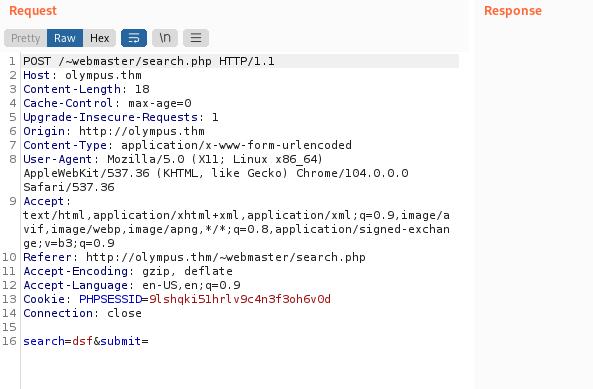 Request
Response
Pretty Raw Hex \n
1 POST /~webmaster/search.php HTTP/1.1
2 Host: olympus.thm
3 Content-Length: 18
4 Cache-Control: max-age=0
5 Upgrade-Insecure-Requests: 1
6 Origin: http://olympus.thm
7 Content-Type: application/x-www-form-urlencoded
8 User-Agent: Mozilla/5.0 (X11; Linux x86_64)
AppleWebKit/537.36 (KHTML, like Gecko) Chrome/104.0.0.0
Safari/537.36
9 Accept:
text/html,application/xhtml+xml,application/xml;q=0.9,image/a
vif,image/webp,image/apng,*/*;q=0.8,application/signed-exchan
ge;v=b3;q=0.9
10 Referer: http://olympus.thm/~webmaster/search.php
11 Accept-Encoding: gzip, deflate
12 Accept-Language: en-US,en;q=0.9
13 Cookie: PHPSESSID=9lshqki51hrlv9c4n3f3oh6v0d
14 Connection: close
15
16 search=dsf&submit=